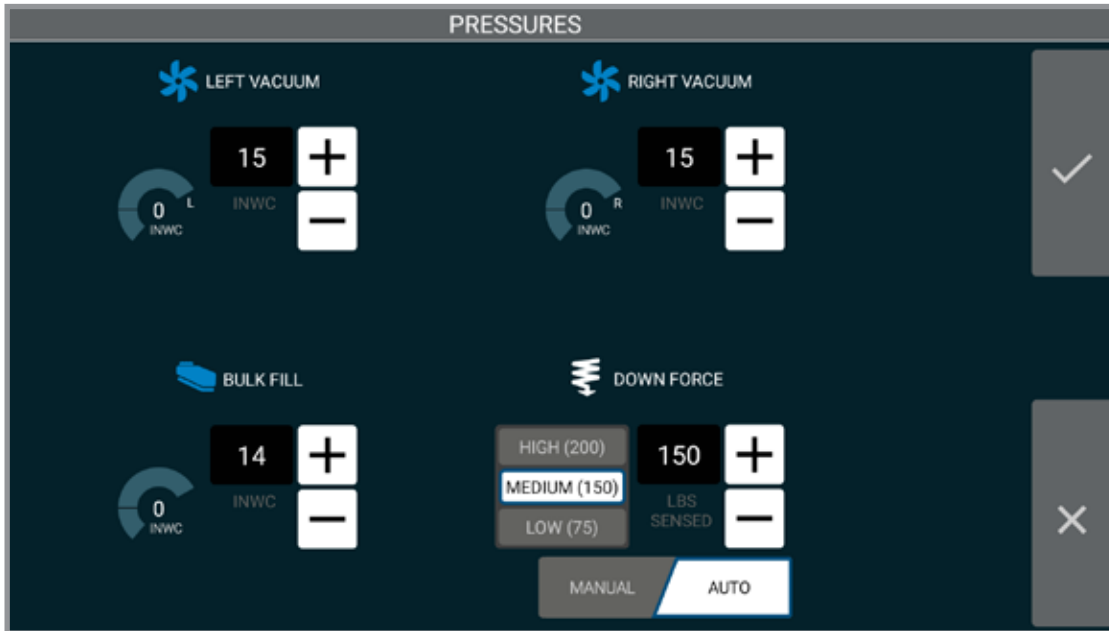 PRESSURES
LEFT VACUUM
15
+
INWC
0
L
INWC
−
RIGHT VACUUM
15
+
INWC
0
R
INWC
−
BULK FILL
14
+
INWC
0
INWC
−
DOWN FORCE
HIGH (200)
MEDIUM (150)
LOW (75)
150
+
LBS
SENSED
−
MANUAL
AUTO